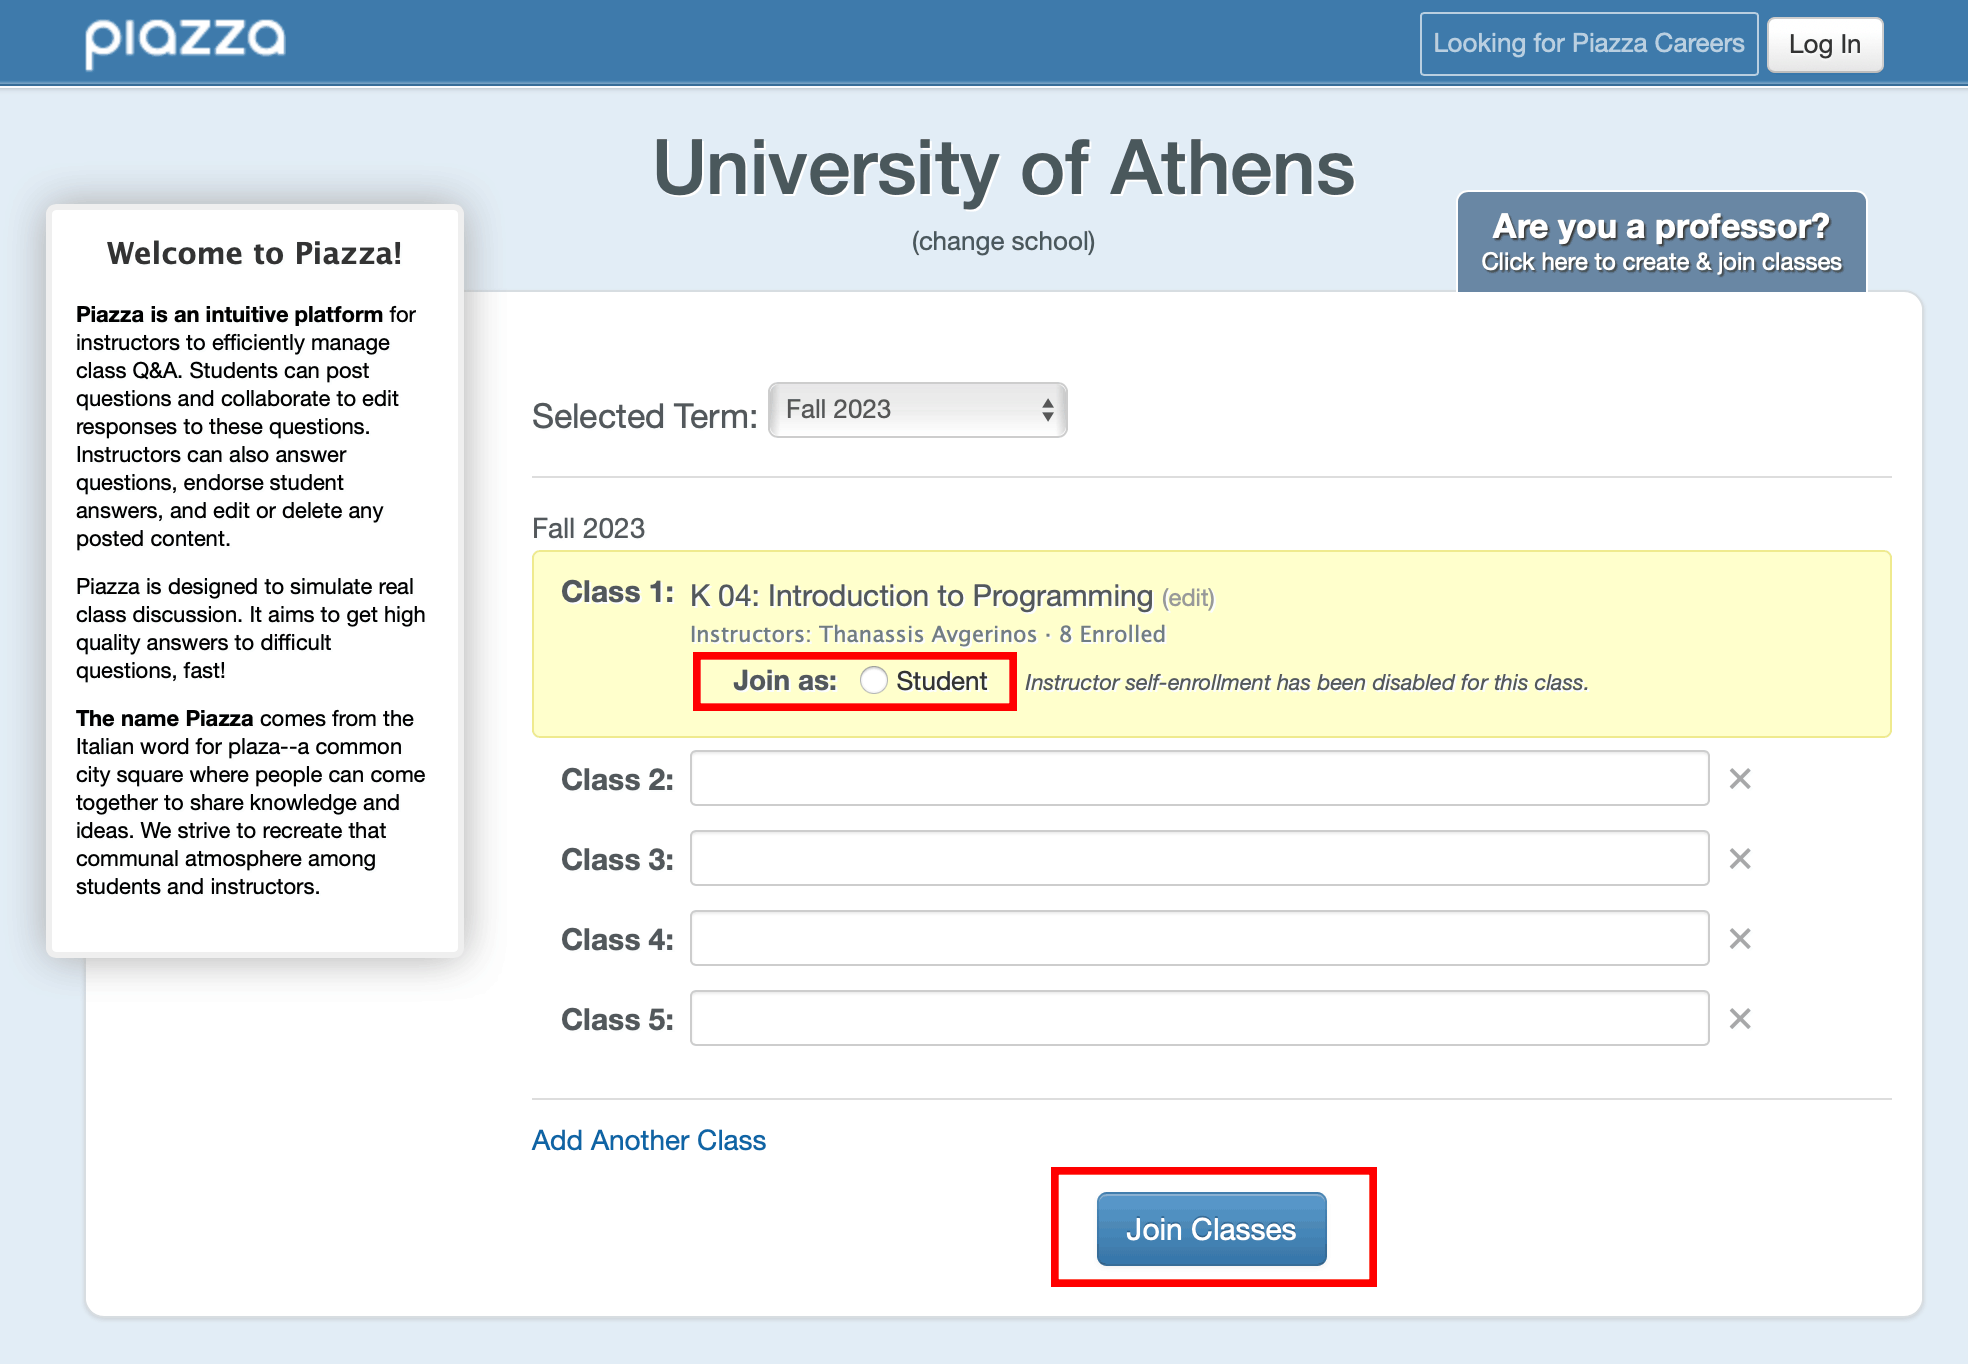 piazza
Looking for Piazza Careers
Log In
University of Athens
(change school)
Are you a professor?
Click here to create & join classes
Welcome to Piazza!
Piazza is an intuitive platform for
instructors to efficiently manage
class Q&A. Students can post
questions and collaborate to edit
responses to these questions.
Instructors can also answer
questions, endorse student
answers, and edit or delete any
posted content.
Piazza is designed to simulate real
class discussion. It aims to get high
quality answers to difficult
questions, fast!
The name Piazza comes from the
Italian word for plaza--a common
city square where people can come
together to share knowledge and
ideas. We strive to recreate that
communal atmosphere among
students and instructors.
Selected Term: Fall 2023
Fall 2023
Class 1: K 04: Introduction to Programming (edit)
Instructors: Thanassis Avgerinos · 8 Enrolled
Join as: Student Instructor self-enrollment has been disabled for this class.
Class 2:
Class 3:
Class 4:
Class 5:
Add Another Class
Join Classes